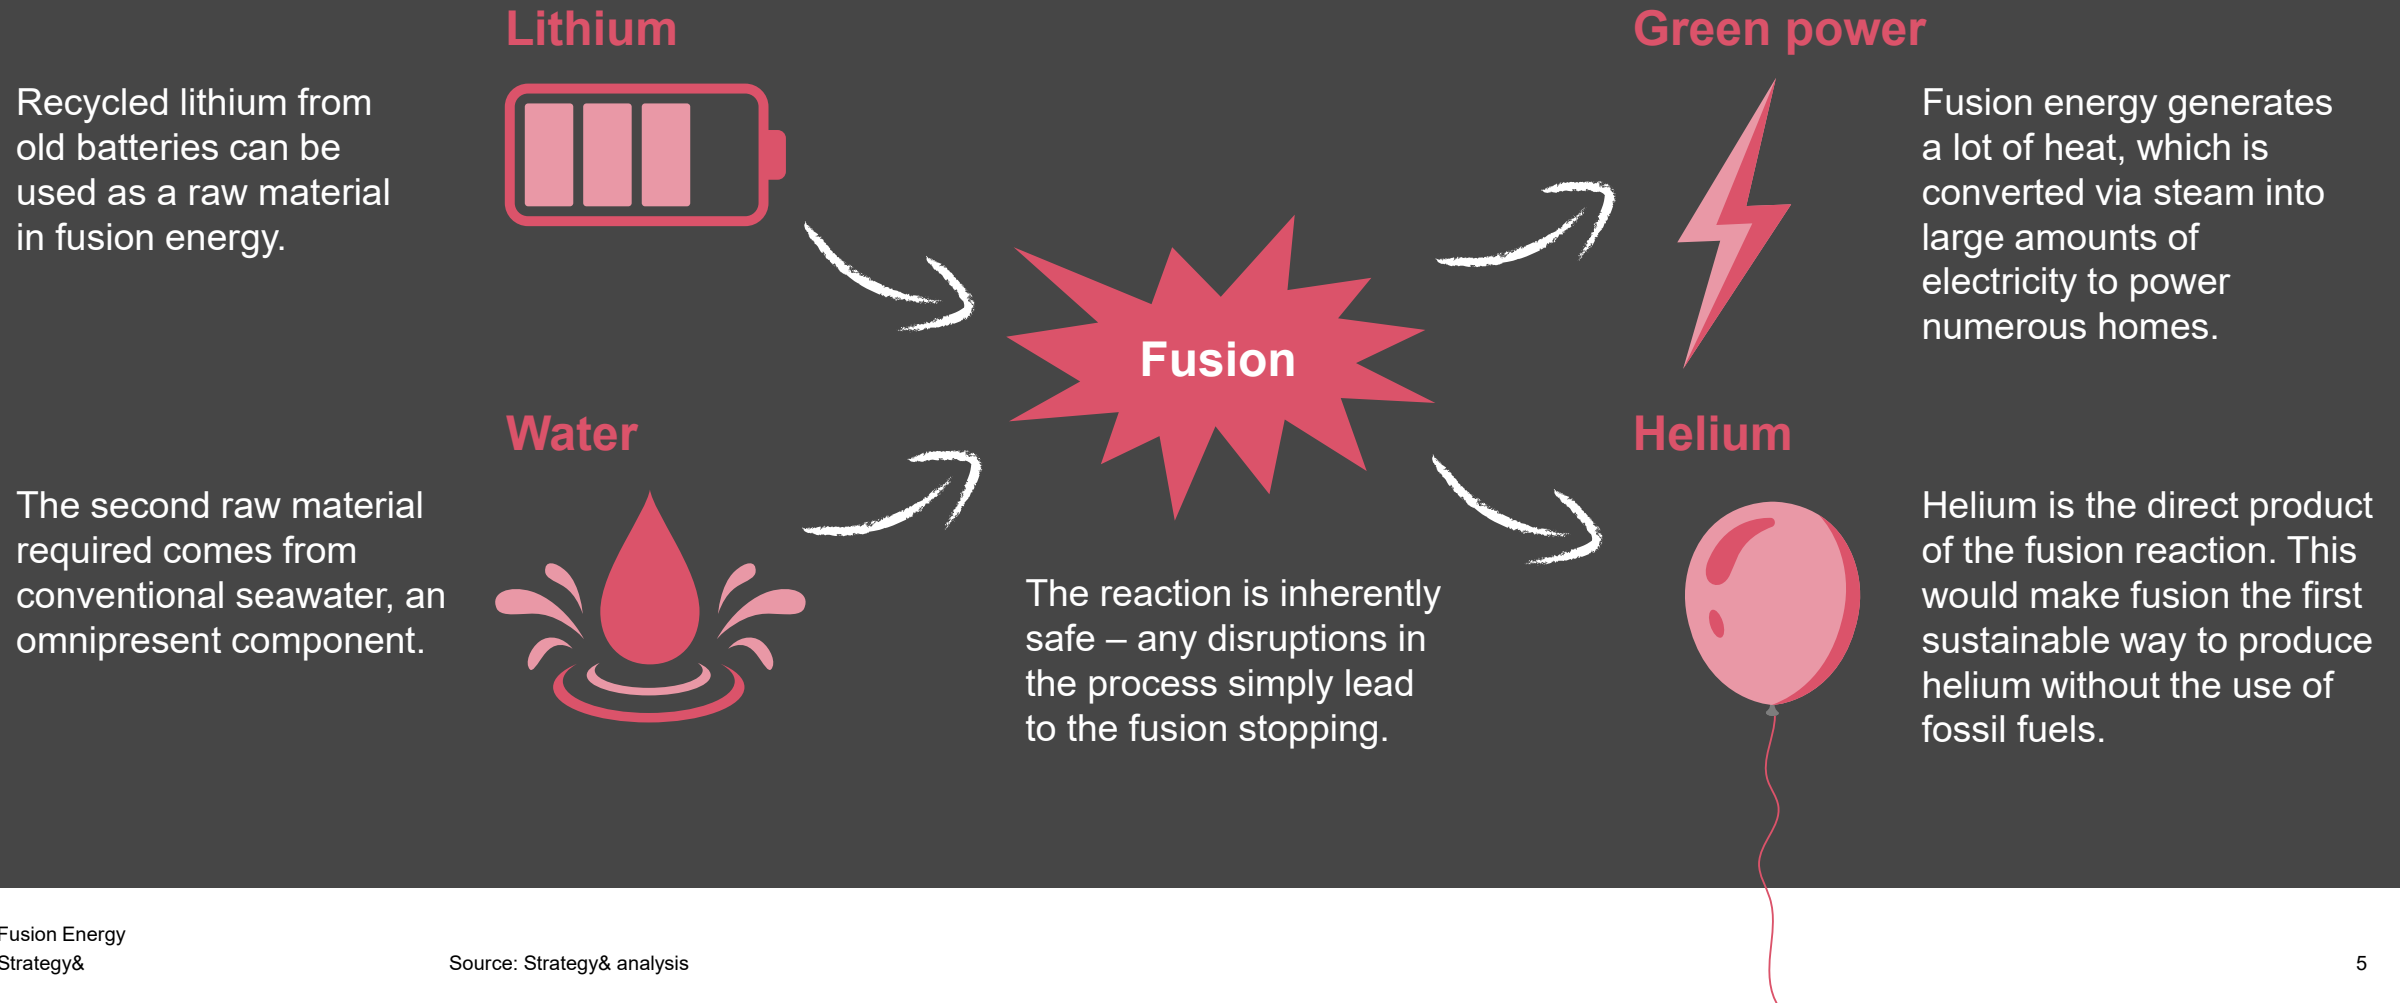 Lithium
Recycled lithium from
old batteries can be
used as a raw material
in fusion energy.
Water
The second raw material
required comes from
conventional seawater, an
omnipresent component.
Fusion
The reaction is inherently
safe – any disruptions in
the process simply lead
to the fusion stopping.
Green power
Fusion energy generates
a lot of heat, which is
converted via steam into
large amounts of
electricity to power
numerous homes.
Helium
Helium is the direct product
of the fusion reaction. This
would make fusion the first
sustainable way to produce
helium without the use of
fossil fuels.
Fusion Energy
Strategy&
Source: Strategy& analysis
5